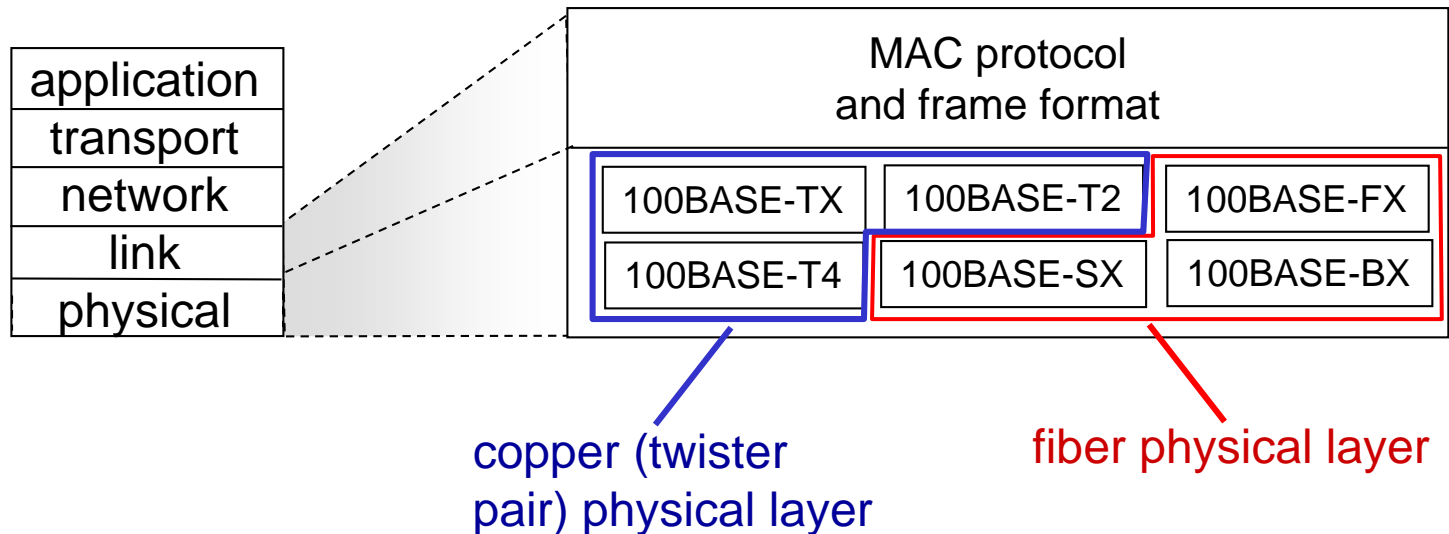 application
transport
network
link
physical
MAC protocol
and frame format
100BASE-TX
100BASE-T2
100BASE-FX
100BASE-T4
100BASE-SX
100BASE-BX
copper (twister
pair) physical layer
fiber physical layer